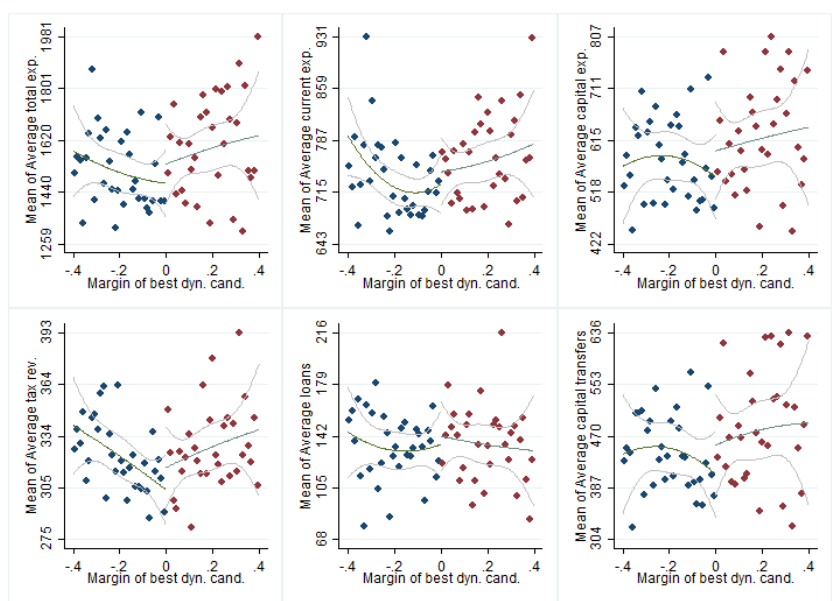 Mean of Average total exp.
1259 1440 1620 1801 1981
-.4 -.2 0 .2 .4
Margin of best dyn. cand.
Mean of Average current exp.
643 715 787 859 931
-.4 -.2 0 .2 .4
Margin of best dyn. cand.
Mean of Average capital exp.
422 518 615 711 807
-.4 -.2 0 .2 .4
Margin of best dyn. cand.
Mean of Average tax rev.
275 305 334 364 393
-.4 -.2 0 .2 .4
Margin of best dyn. cand.
Mean of Average loans
68 105 142 179 216
-.4 -.2 0 .2 .4
Margin of best dyn. cand.
Mean of Average capital transfers
304 387 470 553 636
-.4 -.2 0 .2 .4
Margin of best dyn. cand.